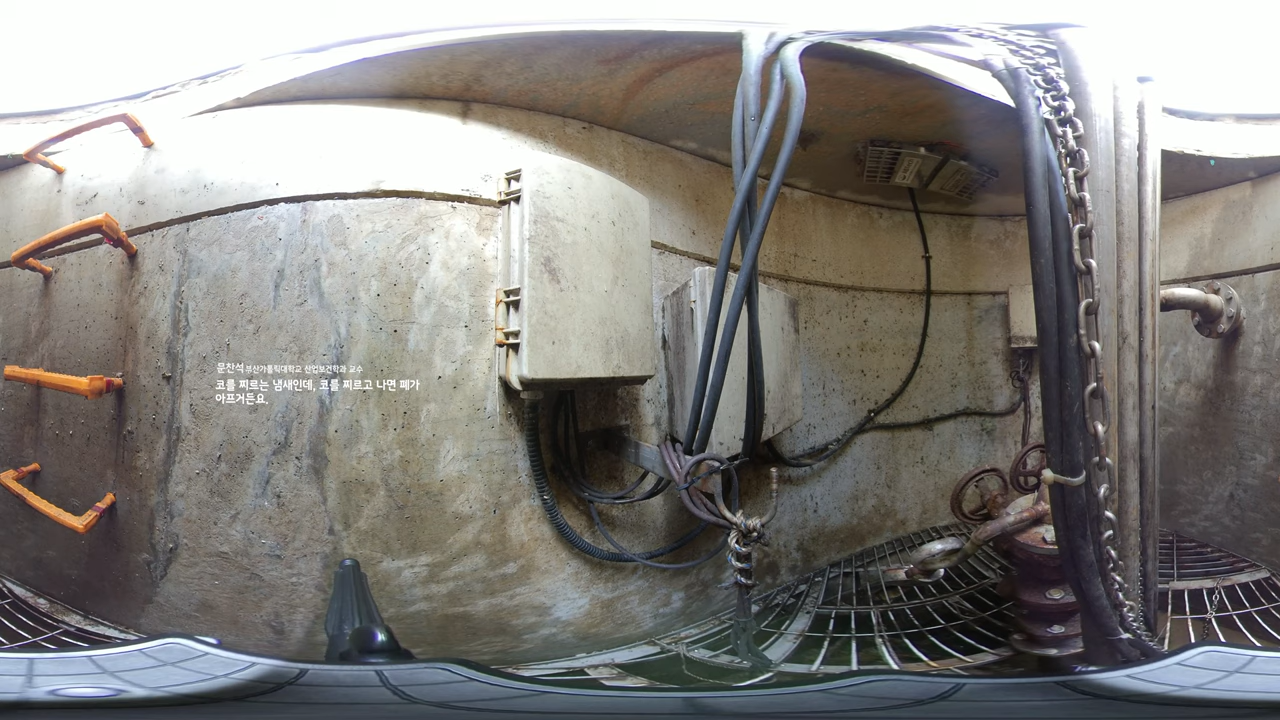 문찬석 부산가톨릭대학교 산업보건학과 교수
코를 찌르는 냄새인데, 코를 찌르고 나면 폐가
아프거든요.